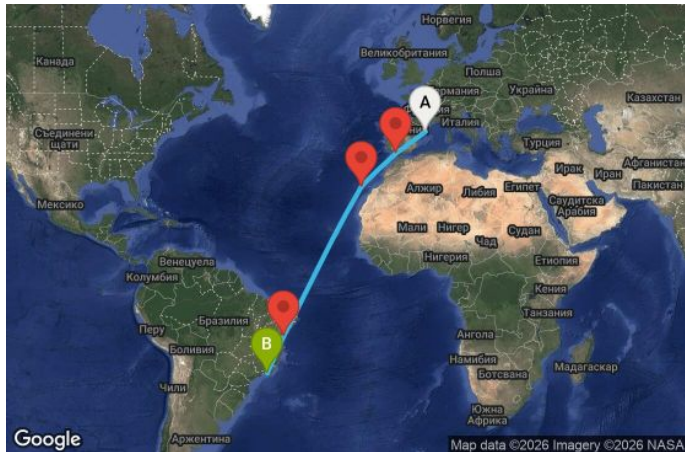 Норвегия
Канада
Великобритания
Полша
Украйна
Казахстан
A
Италия
Съединени
щати
Турция
Ирак
Афганистан
Иран
Пакистан
Мексико
Алжир
Либия
Египет
Саудитска
Арабия
Мали
Нигер
Чад
Судан
Венецуела
Колумбия
Нигерия
Етиопия
Кения
Перу
Бразилия
Танзания
Ангола
B
Боливия
Намибия
Ботсвана
Мадагаскар
Чили
Южна
Африка
Аржентина
Google
Map data ©2026 Imagery ©2026 NASA